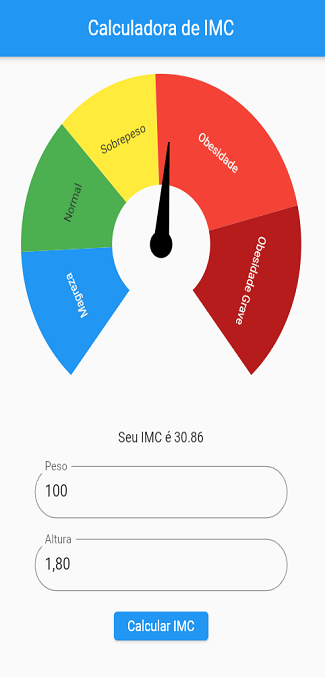 Calculadora de IMC
Magreza
Normal
Sobrepeso
Obesidade
Obesidade Grave
Seu IMC é 30.86
Peso
100
Altura
1,80
Calcular IMC